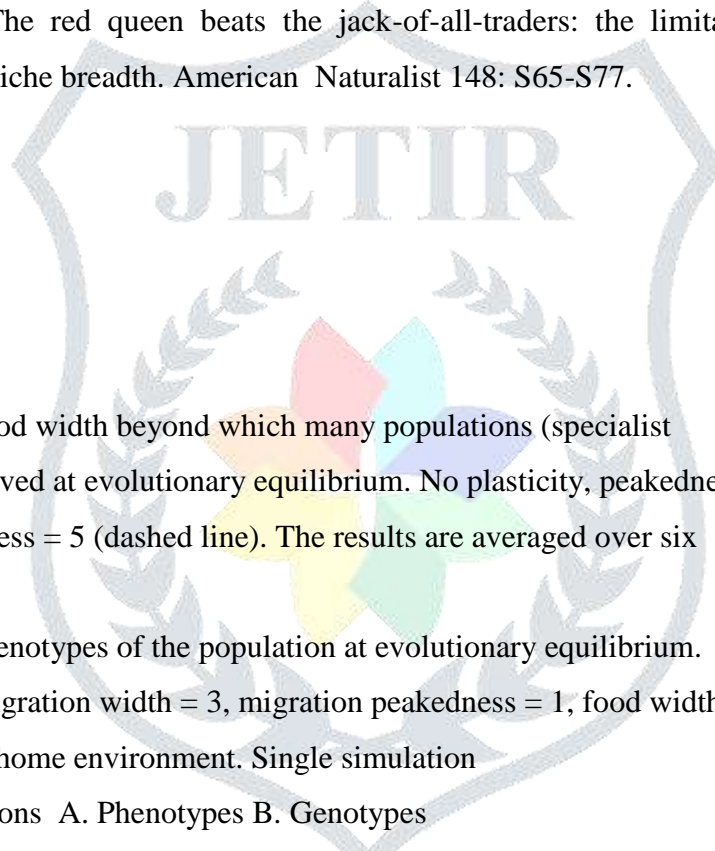 The red queen beats the jack-of-all-traders: the limita
iche breadth. American Naturalist 148: S65-S77.
JETIR
od width beyond which many populations (specialist
ved at evolutionary equilibrium. No plasticity, peakedne
ess = 5 (dashed line). The results are averaged over six
enotypes of the population at evolutionary equilibrium.
gration width = 3, migration peakedness = 1, food width
home environment. Single simulation
ons A. Phenotypes B. Genotypes